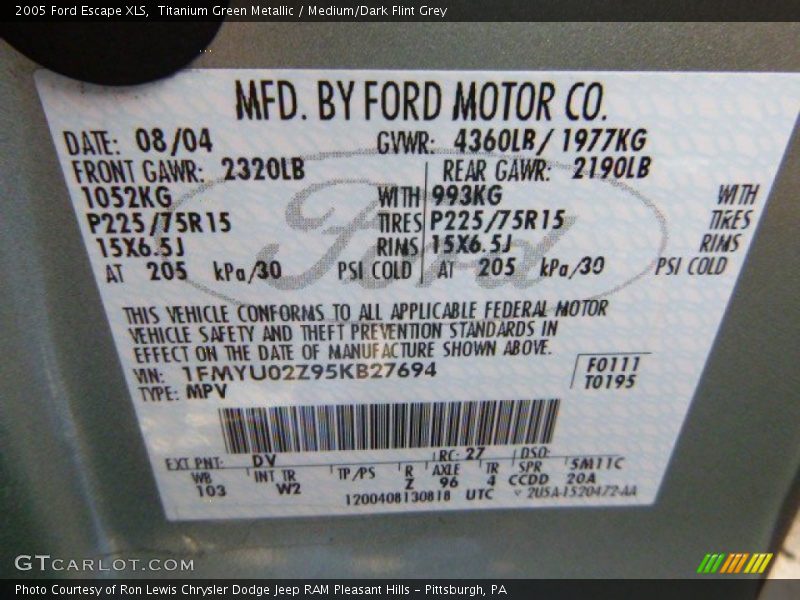 2005 Ford Escape XLS,  Titanium Green Metallic / Medium/Dark Flint Grey
MFD. BY FORD MOTOR CO.
DATE: 08/04 GVWR: 4360LB/ 1977KG
FRONT GAWR: 2320LB REAR GAWR: 2190LB
1052KG WITH 993KG WITH
P225/75R15 TIRES P225/75R15 TIRES
15X6.5J RIMS 15X6.5J RIMS
AT 205 kPa/30 PSI COLD AT 205 kPa/30 PSI COLD
Ford
THIS VEHICLE CONFORMS TO ALL APPLICABLE FEDERAL MOTOR
VEHICLE SAFETY AND THEFT PREVENTION STANDARDS IN
EFFECT ON THE DATE OF MANUFACTURE SHOWN ABOVE.
VIN: 1FMYU02Z95KB27694 F0111
TYPE: MPV T0195
EXT PNT: DV RC: 27 DSO:
WB INT TR TP/PS R AXLE TR SPR 5M11C
103 W2 Z 96 4 CCDD 20A
1200408130818 UTC 2U5A-1520472-AA
GTCARLOT.COM
Photo Courtesy of Ron Lewis Chrysler Dodge Jeep RAM Pleasant Hills - Pittsburgh, PA